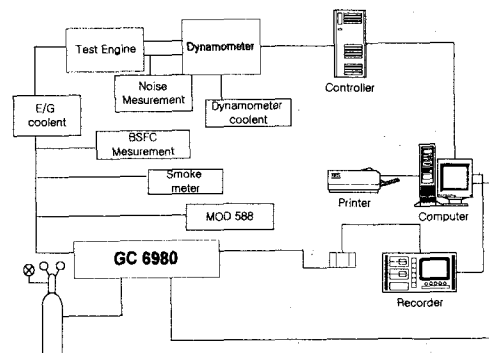 Test Engine
Dynamometer
Noise
Mesurement
Dynamometer
coolent
Controller
E/G
coolent
BSFC
Mesurement
Smoke
meter
MOD 588
Printer
Computer
GC 6980
Recorder